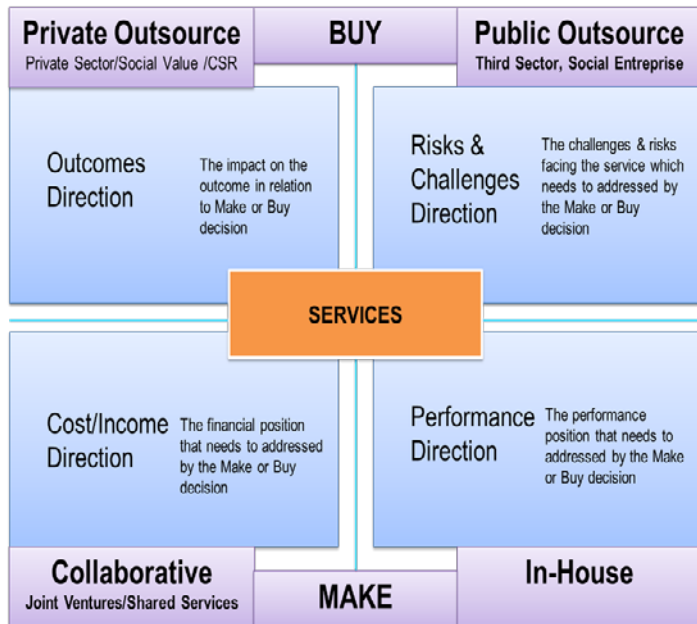 Private Outsource
Private Sector/Social Value /CSR
BUY
Public Outsource
Third Sector, Social Entreprise
Outcomes
Direction
The impact on the
outcome in relation
to Make or Buy
decision
Risks &
Challenges
Direction
The challenges & risks
facing the service which
needs to addressed by
the Make or Buy
decision
SERVICES
Cost/Income
Direction
The financial position
that needs to addressed
by the Make or Buy
decision
Performance
Direction
The performance
position that needs to
addressed by the Make
or Buy decision
Collaborative
Joint Ventures/Shared Services
MAKE
In-House